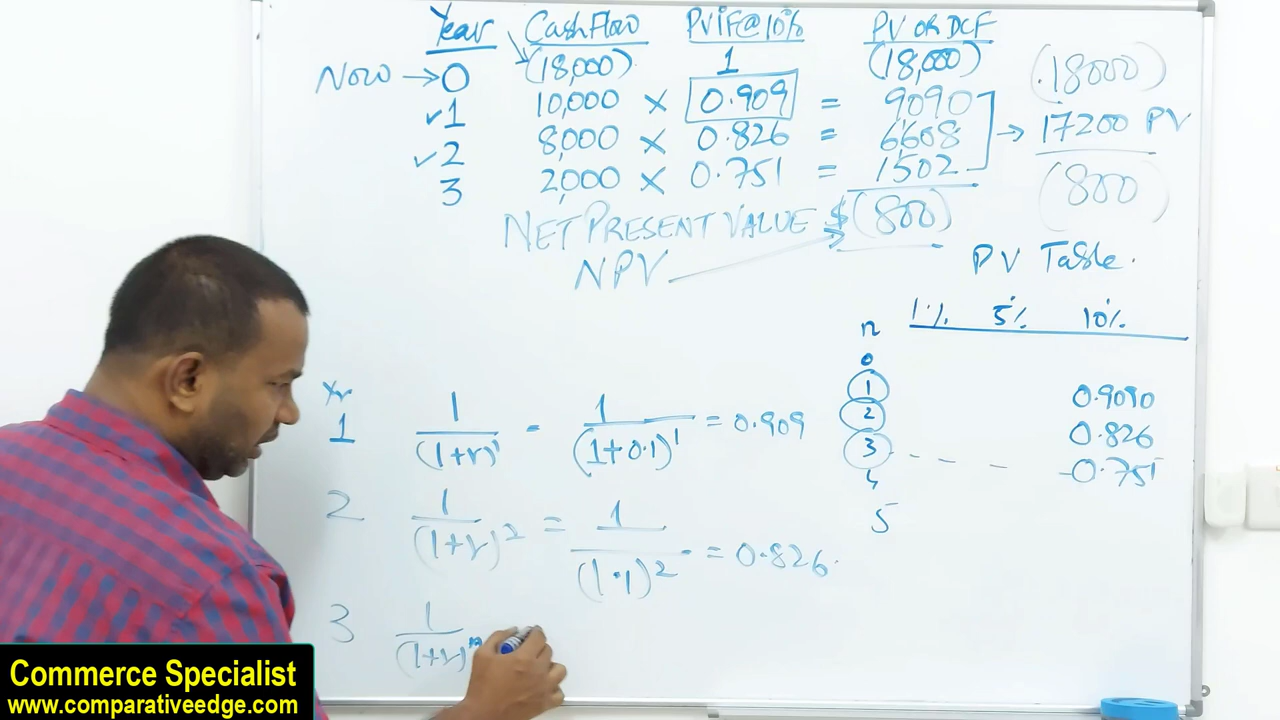 Year Cash Flow PVIF@10% PV OR DCF
Now → 0 (18,000) 1 (18,000) (18000)
✓1 10,000 × 0.909 = 9090
✓2 8,000 × 0.826 = 6608 → 17200 PV
3 2,000 × 0.751 = 1502 (800)
NET PRESENT VALUE $(800)
NPV
PV Table.
n 1% 5% 10%
0
1 0.9090
2 0.826
3 - - - 0.751
4
5
Yr
1 1/(1+r)¹ = 1/(1+0.1)¹ = 0.909
2 1/(1+r)² = 1/(1.1)² = 0.826
3 1/(1+r)
Commerce Specialist
www.comparativeedge.com